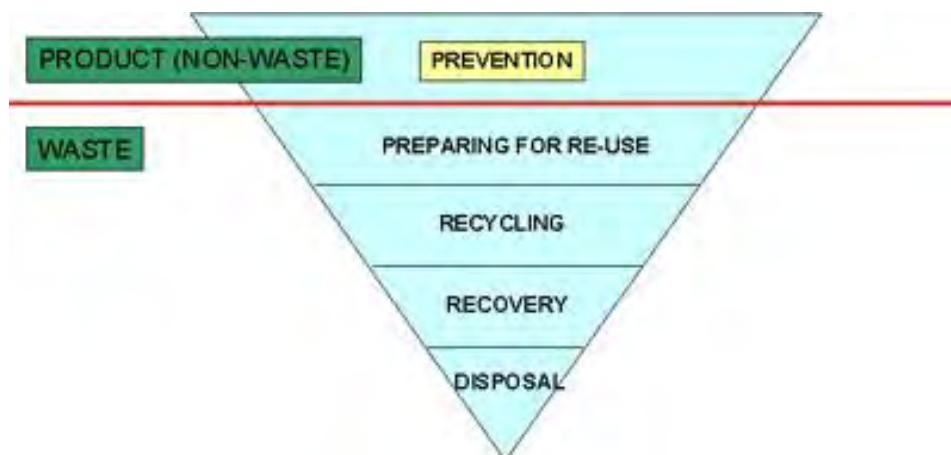 PRODUCT (NON-WASTE)
PREVENTION
WASTE
PREPARING FOR RE-USE
RECYCLING
RECOVERY
DISPOSAL